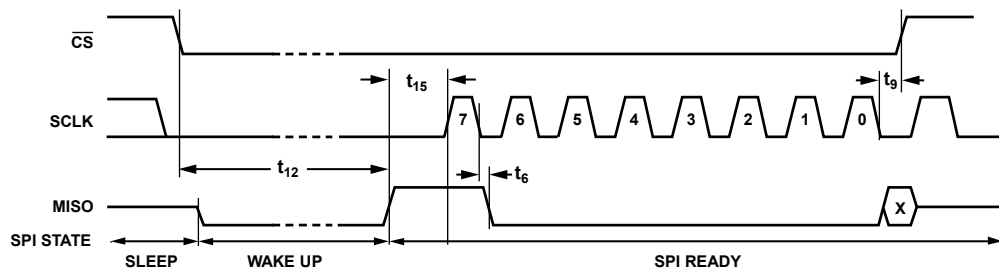 CS
t15
t9
SCLK
7 6 5 4 3 2 1 0
t12
t6
MISO
X
SPI STATE
SLEEP WAKE UP SPI READY